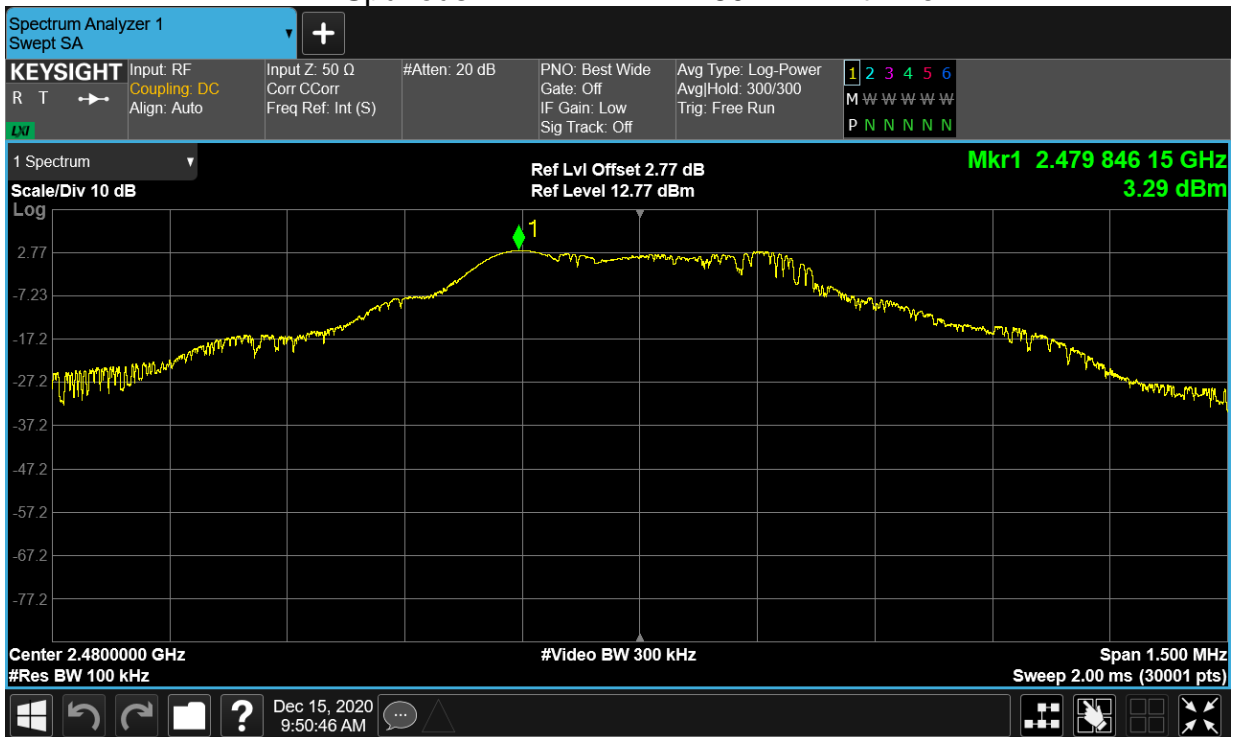 Spectrum Analyzer 1
Swept SA
KEYSIGHT
R T
LXI
Input: RF
Coupling: DC
Align: Auto
Input Z: 50 Ω
Corr CCorr
Freq Ref: Int (S)
#Atten: 20 dB
PNO: Best Wide
Gate: Off
IF Gain: Low
Sig Track: Off
Avg Type: Log-Power
Avg|Hold: 300/300
Trig: Free Run
1 2 3 4 5 6
M W W W W W
P N N N N N
1 Spectrum
Scale/Div 10 dB
Log
Ref Lvl Offset 2.77 dB
Ref Level 12.77 dBm
Mkr1 2.479 846 15 GHz
3.29 dBm
1
2.77
-7.23
-17.2
-27.2
-37.2
-47.2
-57.2
-67.2
-77.2
Center 2.4800000 GHz
#Res BW 100 kHz
#Video BW 300 kHz
Span 1.500 MHz
Sweep 2.00 ms (30001 pts)
?
Dec 15, 2020
9:50:46 AM